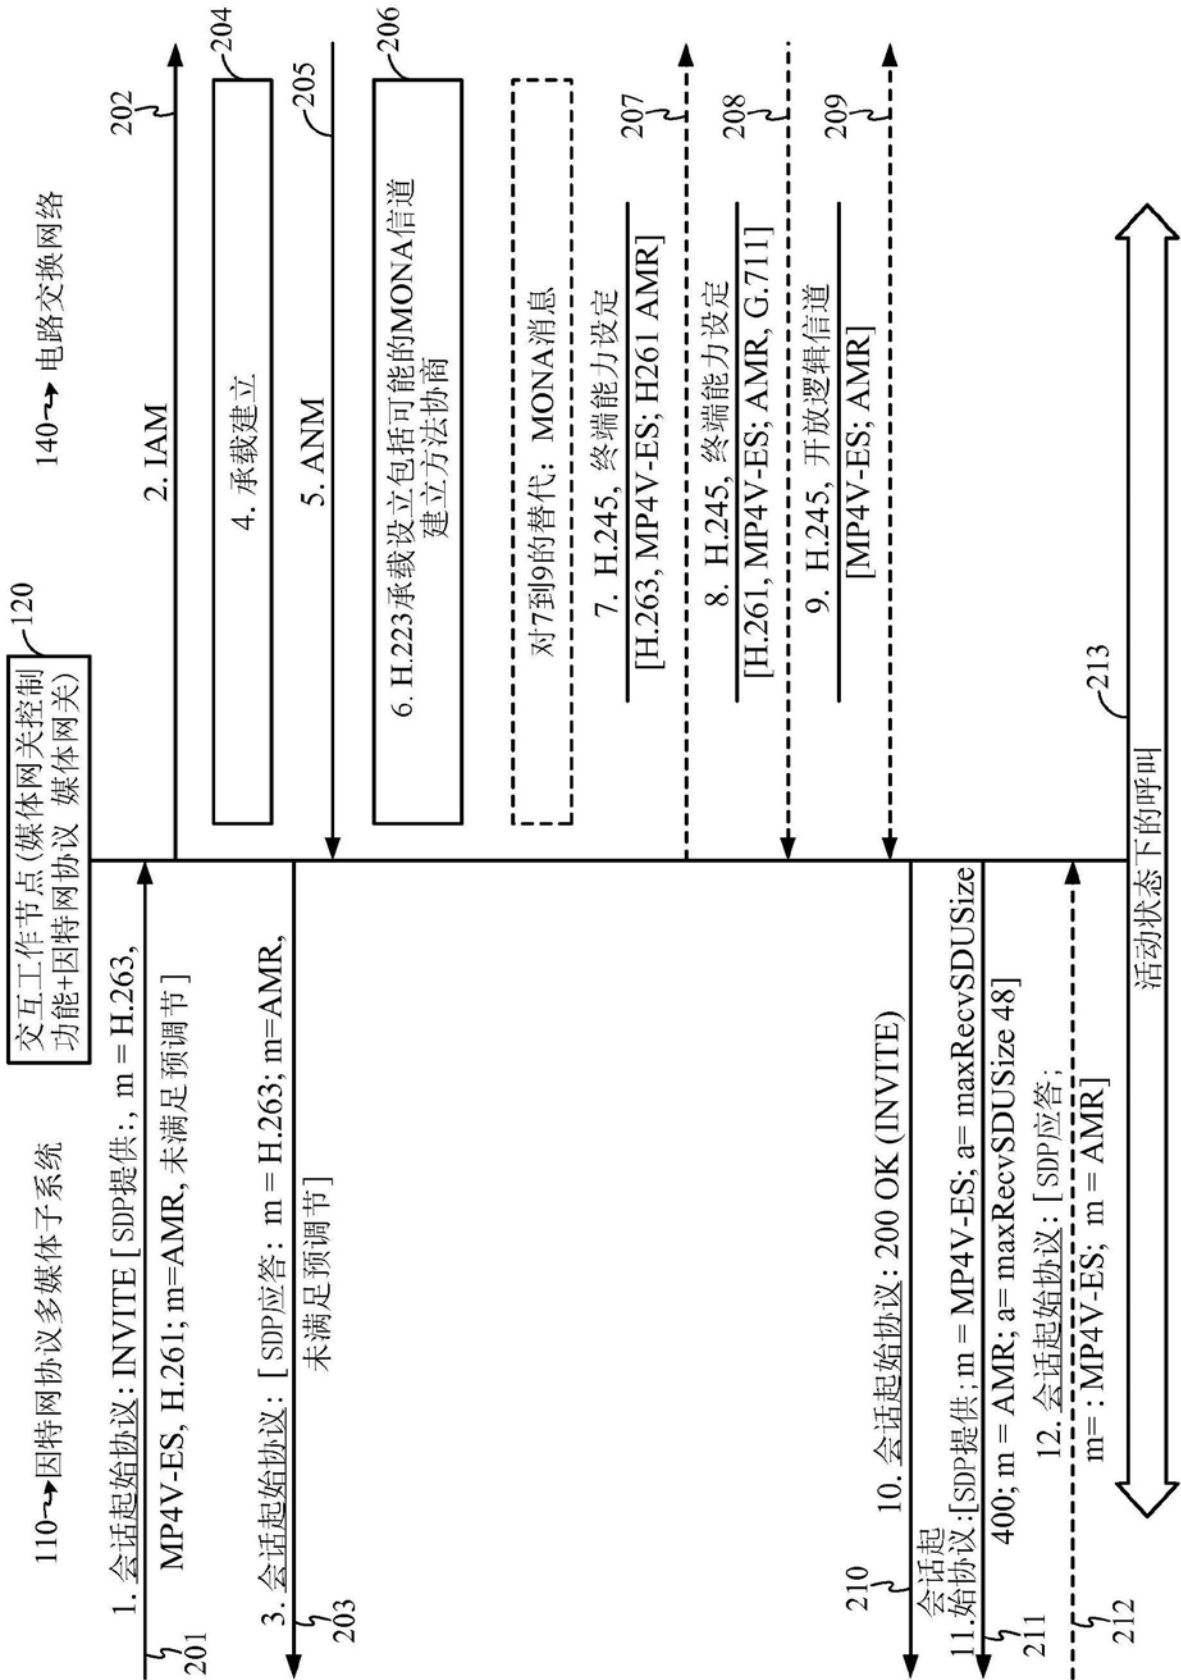 110 因特网协议多媒体子系统
交互工作节点(媒体网关控制
功能+因特网协议 媒体网关)
120
140 电路交换网络
1. 会话起始协议: INVITE [SDP提供:, m = H.263,
MP4V-ES, H.261; m=AMR, 未满足预调节]
201
2. IAM
202
3. 会话起始协议: [SDP应答: m = H.263; m=AMR,
未满足预调节]
203
4. 承载建立
204
5. ANM
205
6. H.223承载设立包括可能的MONA信道
建立方法协商
206
对7到9的替代: MONA消息
7. H.245, 终端能力设定
[H.263, MP4V-ES; H261 AMR]
207
8. H.245, 终端能力设定
[H.261, MP4V-ES; AMR, G.711]
208
9. H.245, 开放逻辑信道
[MP4V-ES; AMR]
209
10. 会话起始协议: 200 OK (INVITE)
210
会话起
11.始协议:[SDP提供; m = MP4V-ES; a= maxRecvSDUSize
400; m = AMR; a= maxRecvSDUSize 48]
211
12. 会话起始协议: [SDP应答;
m= : MP4V-ES; m = AMR]
212
213
活动状态下的呼叫